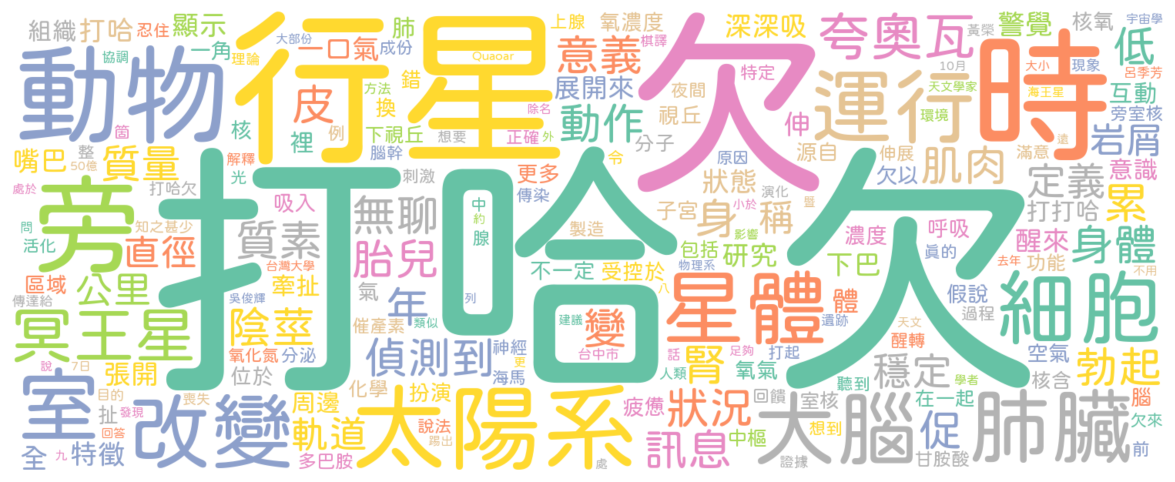 組織
打哈
忍住
顯示
肺
上腺
氧濃度
深深吸
夸奧瓦
警覺
核氧
宇宙學
黃榮
棋譯
大部份
協調
一角
理論
一口氣
成份
Quaoar
意義
低
動物
行星
欠
時
10月
天文學家
大小
現象
呂季芳
海王星
互動
旁室核
皮
錯
方法
換
展開來
除名
夜間
特定
運行
環境
箇
核
裡
例
下視丘
想要
正確
外
動作
視丘
伸
岩屑
嘴巴
整
質量
50億
解釋
光
腦幹
分子
令
原因
源自
伸展
滿意
遠
意識
處於
旁
打哈欠
刺激
更多
傳染
狀態
演化
欠以
肌肉
定義
累
打
哈
欠
吸入
無聊
中
約
腺
製造
子宮
身
小於
稱
暨
打打哈
問
活化
知之甚少
直徑
質素
胎兒
影響
包括
研究
濃度
呼吸
真的
醒來
去年
功能
身體
區域
公里
台灣大學
牽扯
不一定
受控於
物理系
八
下巴
不用
傳達給
吳俊輝
氣
年
列
星體
體
遺跡
假說
過程
細胞
冥王星
陰莖
催產素
類似
建議
變
台中市
天文
醒轉
說
7日
氧化氮
分泌
偵測到
神經
更
海馬
話
足夠
腎
打起
氧氣
聽到
穩定
學者
空氣
核含
勃起
張開
位於
化學
扮演
人類
室
目的
喪失
扯
發現
改變
周邊
軌道
說法
踢出
太陽系
疲憊
狀況
回饋
室核
想到
在一起
腦
欠來
全
九
回答
特徵
多巴胺
處
訊息
中樞
證據
大腦
促
甘胺酸
肺臟
前